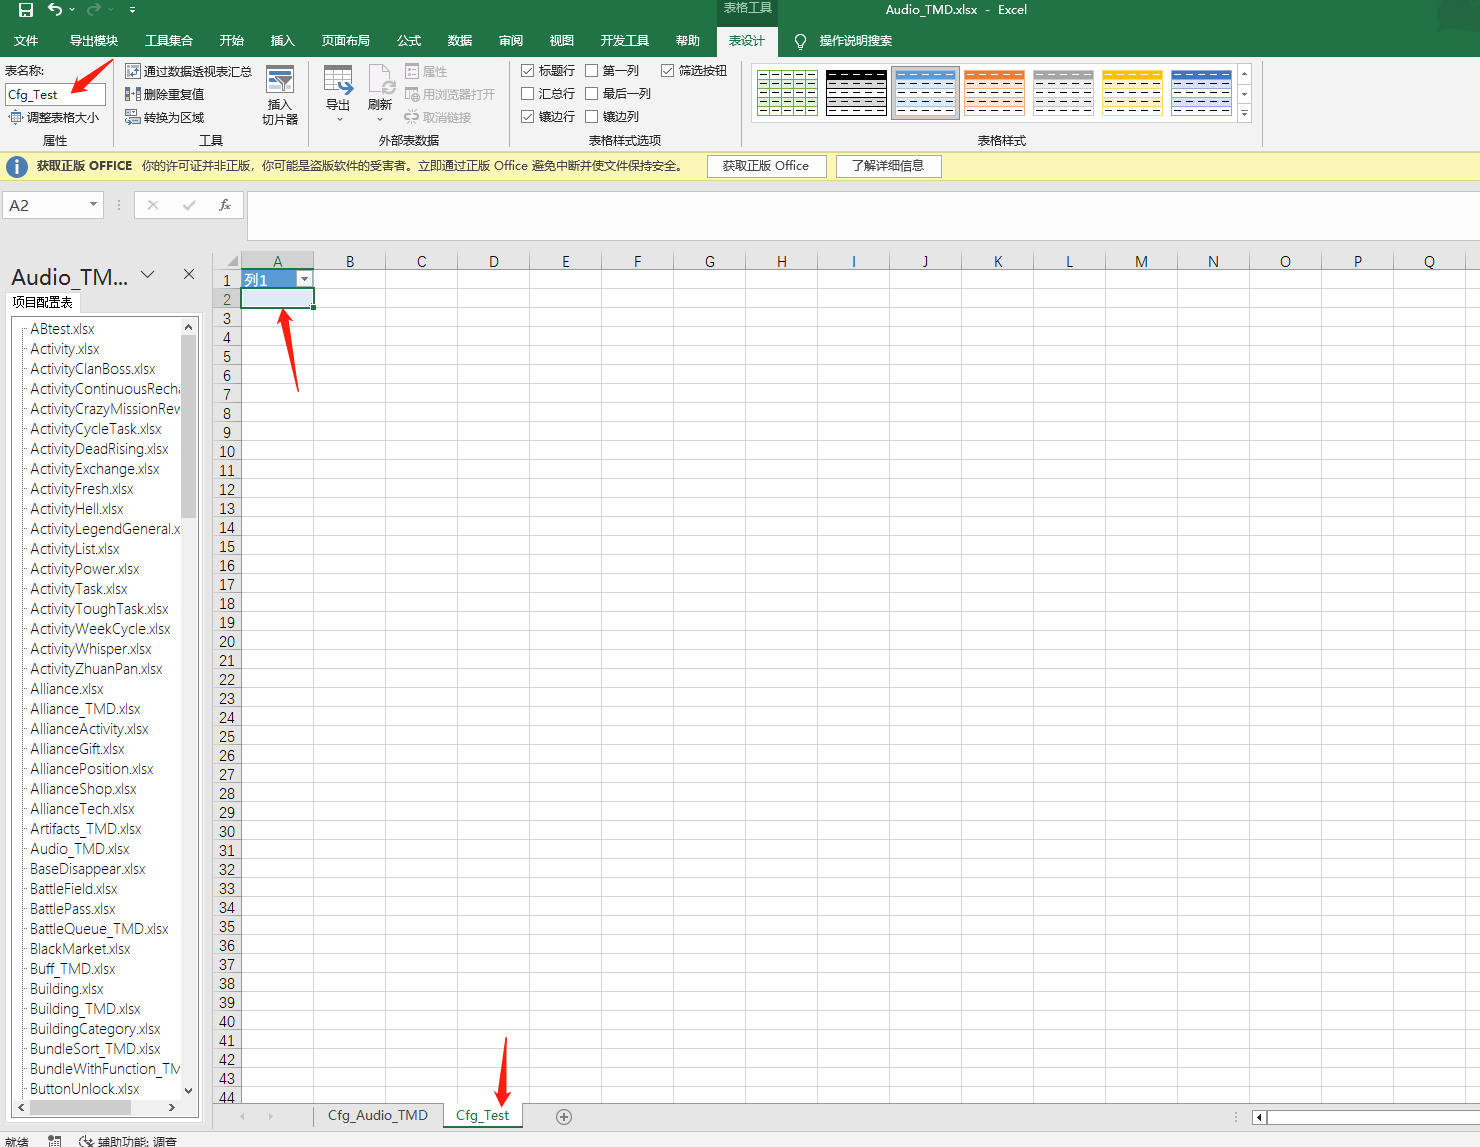 表格工具
Audio_TMD.xlsx - Excel
文件 导出模块 工具集合 开始 插入 页面布局 公式 数据 审阅 视图 开发工具 帮助 表设计 操作说明搜索
表名称:
Cfg_Test
调整表格大小
属性
通过数据透视表汇总
删除重复值
转换为区域
插入
切片器
工具
导出
刷新
属性
用浏览器打开
取消链接
外部表数据
标题行 第一列 筛选按钮
汇总行 最后一列
镶边行 镶边列
表格样式选项
表格样式
获取正版 OFFICE 你的许可证并非正版，你可能是盗版软件的受害者。立即通过正版 Office 避免中断并使文件保持安全。 获取正版 Office 了解详细信息
A2
fx
Audio_TM...
项目配置表
ABtest.xlsx
Activity.xlsx
ActivityClanBoss.xlsx
ActivityContinuousRecha
ActivityCrazyMissionRew
ActivityCycleTask.xlsx
ActivityDeadRising.xlsx
ActivityExchange.xlsx
ActivityFresh.xlsx
ActivityHell.xlsx
ActivityLegendGeneral.x
ActivityList.xlsx
ActivityPower.xlsx
ActivityTask.xlsx
ActivityToughTask.xlsx
ActivityWeekCycle.xlsx
ActivityWhisper.xlsx
ActivityZhuanPan.xlsx
Alliance.xlsx
Alliance_TMD.xlsx
AllianceActivity.xlsx
AllianceGift.xlsx
AlliancePosition.xlsx
AllianceShop.xlsx
AllianceTech.xlsx
Artifacts_TMD.xlsx
Audio_TMD.xlsx
BaseDisappear.xlsx
BattleField.xlsx
BattlePass.xlsx
BattleQueue_TMD.xlsx
BlackMarket.xlsx
Buff_TMD.xlsx
Building.xlsx
Building_TMD.xlsx
BuildingCategory.xlsx
BundleSort_TMD.xlsx
BundleWithFunction_TM
ButtonUnlock.xlsx
A B C D E F G H I J K L M N O P Q
1 列1
2
3
4
5
6
7
8
9
10
11
12
13
14
15
16
17
18
19
20
21
22
23
24
25
26
27
28
29
30
31
32
33
34
35
36
37
38
39
40
41
42
43
44
Cfg_Audio_TMD Cfg_Test
就绪 辅助功能: 调查